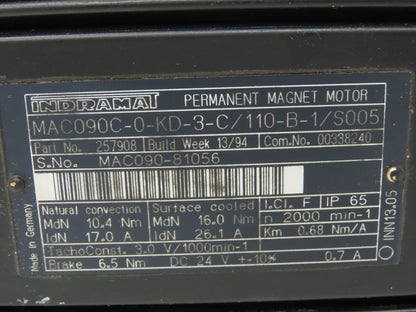 INDRAMAT PERMANENT MAGNET MOTOR
MAC090C-0-KD-3-C/110-B-1/S005
Part No. 257908 Build Week 13/94 Com.No. 00338240
S.No. MAC090-81056
Natural convection Surface cooled I.Cl. F IP 65
MdN 10.4 Nm MdN 16.0 Nm n 2000 min-1
IdN 17.0 A IdN 26.1 A Km 0.68 Nm/A
TachoConst. 3.0 V/1000min-1
Brake 6.5 Nm DC 24 V +-10% 0.7 A
Made in Germany
INN13.05